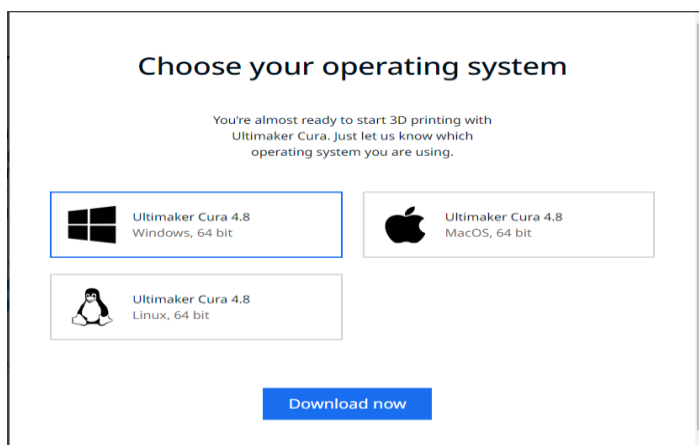 Choose your operating system
You're almost ready to start 3D printing with
Ultimaker Cura. Just let us know which
operating system you are using.
Ultimaker Cura 4.8
Windows, 64 bit
Ultimaker Cura 4.8
MacOS, 64 bit
Ultimaker Cura 4.8
Linux, 64 bit
Download now